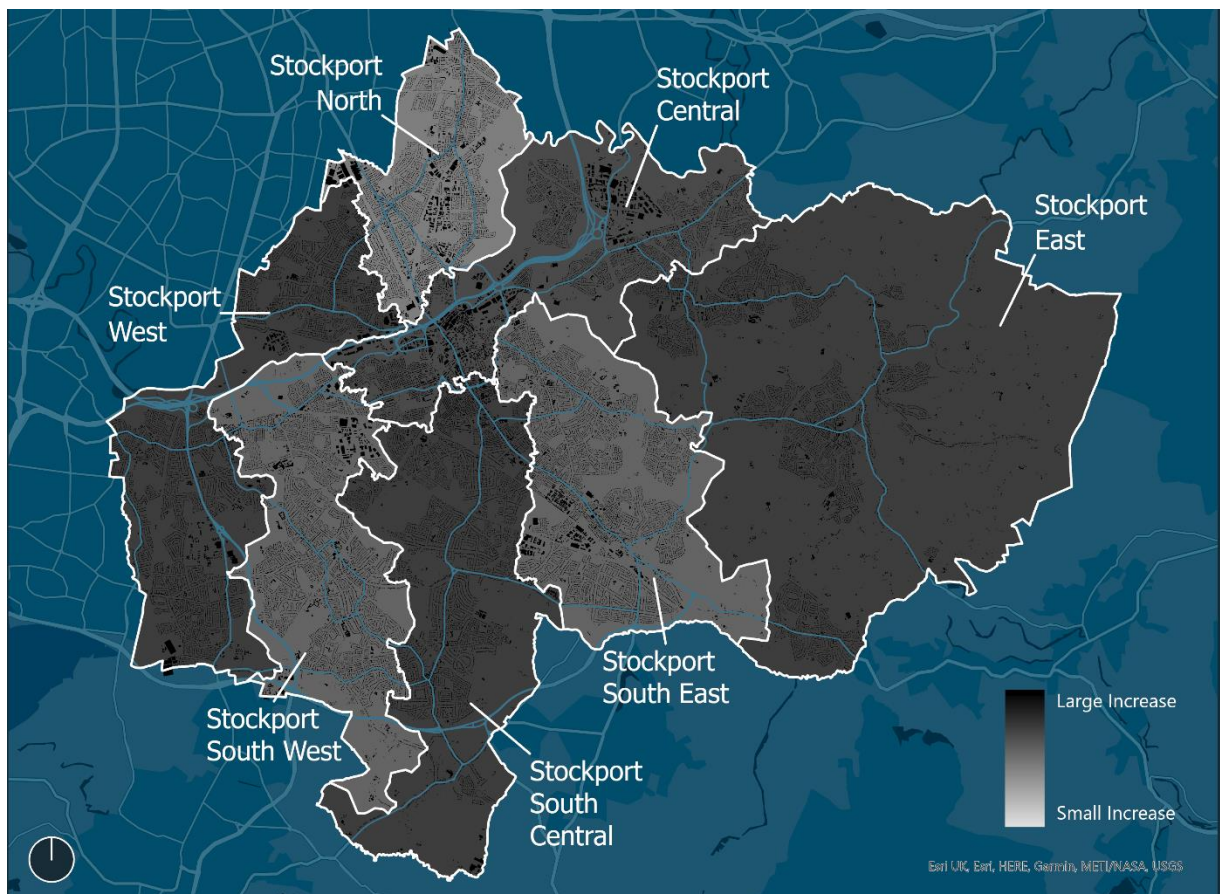 Stockport
North
Stockport
Central
Stockport
East
Stockport
West
Stockport
South East
Stockport
South West
Stockport
South
Central
Large Increase
Small Increase
Esri UK, Esri, HERE, Garmin, METI/NASA, USGS